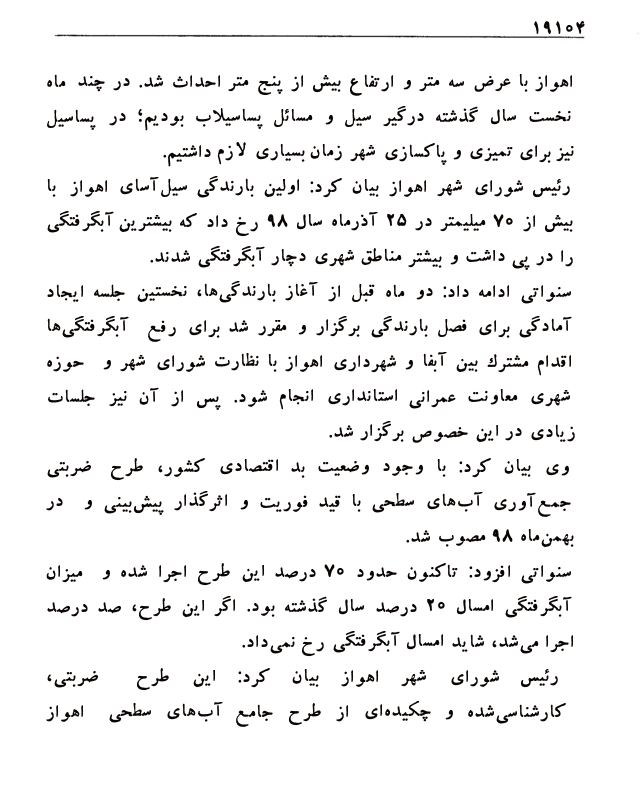 ۱۹۱۰۴
اهواز با عرض سه متر و ارتفاع بیش از پنج متر احداث شد. در چند ماه
نخست سال گذشته درگیر سیل و مسائل پساسیلاب بودیم؛ در پساسیل
نیز برای تمیزی و پاکسازی شهر زمان بسیاری لازم داشتیم.
رئیس شورای شهر اهواز بیان کرد: اولین بارندگی سیل‌آسای اهواز با
بیش از ۷۰ میلیمتر در ۲۵ آذرماه سال ۹۸ رخ داد که بیشترین آبگرفتگی
را در پی داشت و بیشتر مناطق شهری دچار آبگرفتگی شدند.
سنواتی ادامه داد: دو ماه قبل از آغاز بارندگی‌ها، نخستین جلسه ایجاد
آمادگی برای فصل بارندگی برگزار و مقرر شد برای رفع آبگرفتگی‌ها
اقدام مشترك بین آبفا و شهرداری اهواز با نظارت شورای شهر و حوزه
شهری معاونت عمرانی استانداری انجام شود. پس از آن نیز جلسات
زیادی در این خصوص برگزار شد.
وی بیان کرد: با وجود وضعیت بد اقتصادی کشور، طرح ضربتی
جمع‌آوری آب‌های سطحی با قید فوریت و اثرگذار پیش‌بینی و در
بهمن‌ماه ۹۸ مصوب شد.
سنواتی افزود: تاکنون حدود ۷۰ درصد این طرح اجرا شده و میزان
آبگرفتگی امسال ۲۰ درصد سال گذشته بود. اگر این طرح، صد درصد
اجرا می‌شد، شاید امسال آبگرفتگی رخ نمی‌داد.
رئیس شورای شهر اهواز بیان کرد: این طرح ضربتی،
کارشناسی‌شده و چکیده‌ای از طرح جامع آب‌های سطحی اهواز